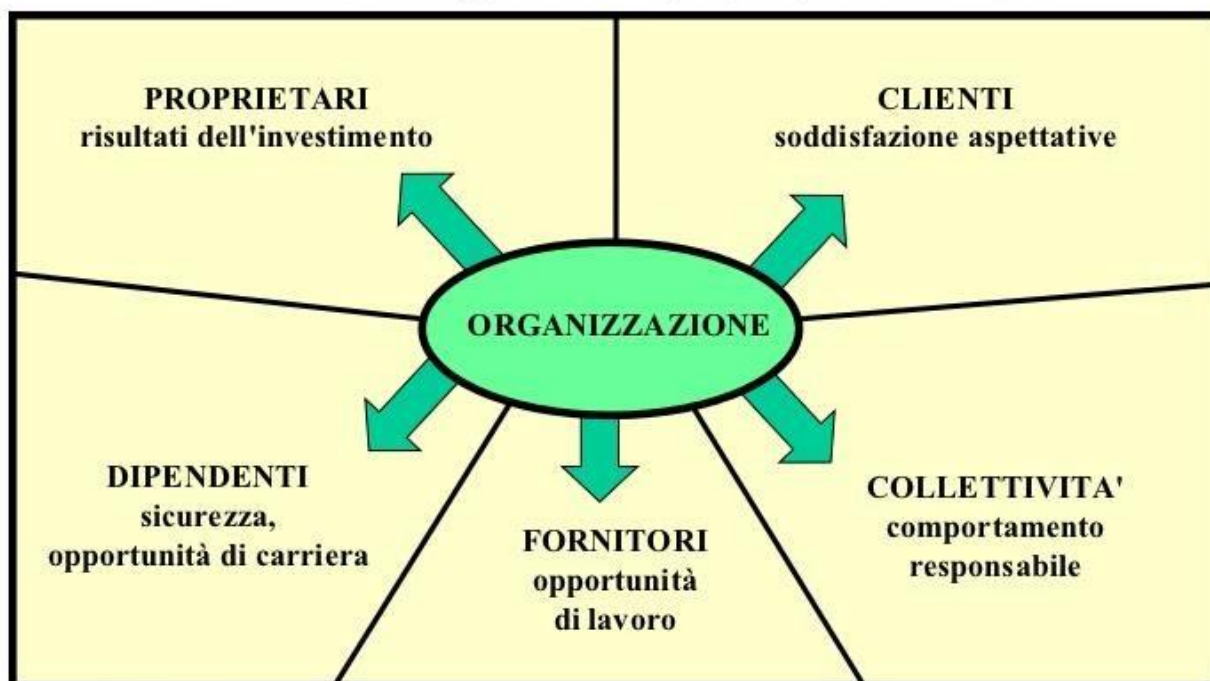 PROPRIETARI
risultati dell'investimento
CLIENTI
soddisfazione aspettative
ORGANIZZAZIONE
DIPENDENTI
sicurezza,
opportunità di carriera
FORNITORI
opportunità
di lavoro
COLLETTIVITA'
comportamento
responsabile